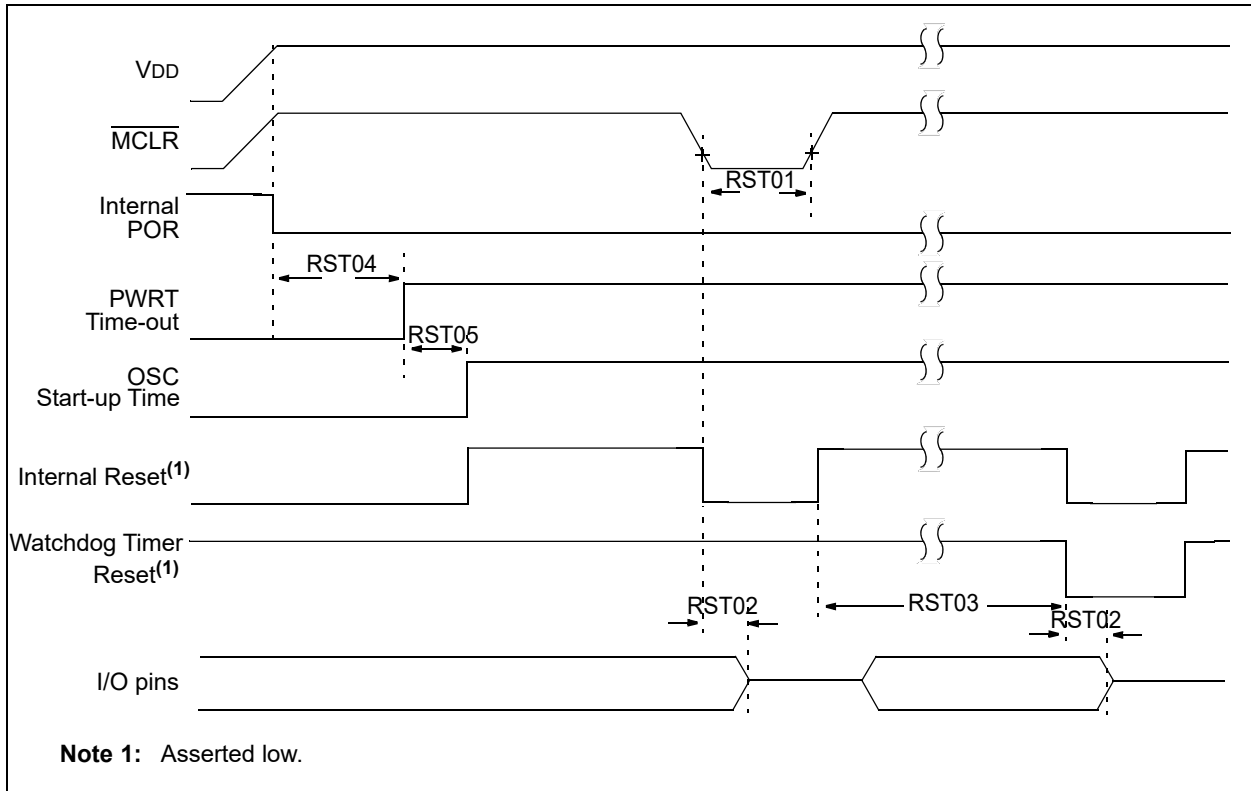 VDD
MCLR
RST01
Internal
POR
RST04
PWRT
Time-out
RST05
OSC
Start-up Time
Internal Reset(1)
Watchdog Timer
Reset(1)
RST02
RST03
RST02
I/O pins
Note 1: Asserted low.